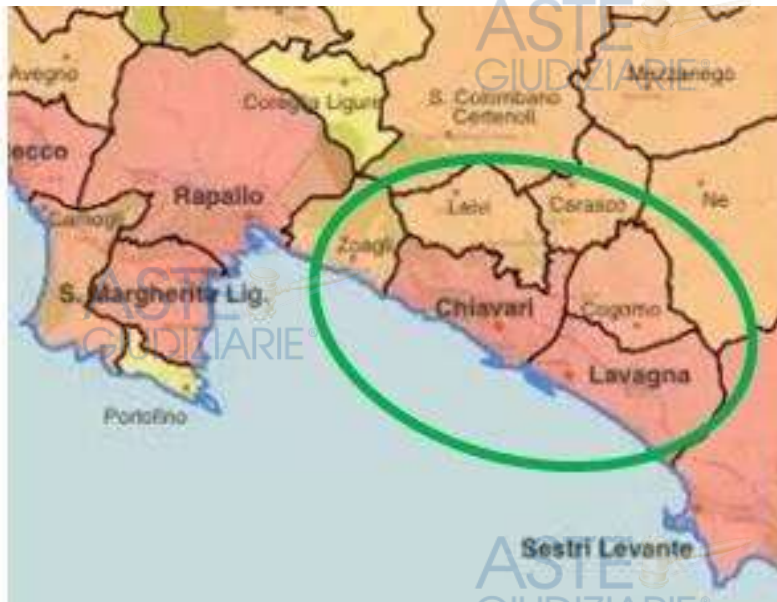 ASTE
GIUDIZIARIE®
Avegno
Mezzanego
Coreglia Ligure
S. Colombano
Certenoli
Rapallo
Leivi
Carasco
Ne
Camogli
Zoagli
ASTE
S. Margherita Lig.
GIUDIZIARIE
Chiavari
Cogorno
Lavagna
Portofino
Sestri Levante
ASTE
GIUDIZIARIE®